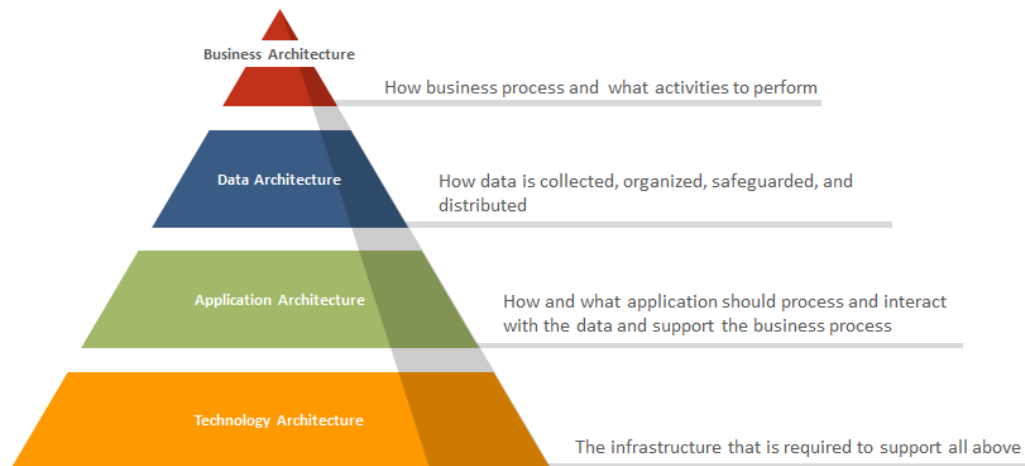 Business Architecture
How business process and what activities to perform
Data Architecture
How data is collected, organized, safeguarded, and
distributed
Application Architecture
How and what application should process and interact
with the data and support the business process
Technology Architecture
The infrastructure that is required to support all above